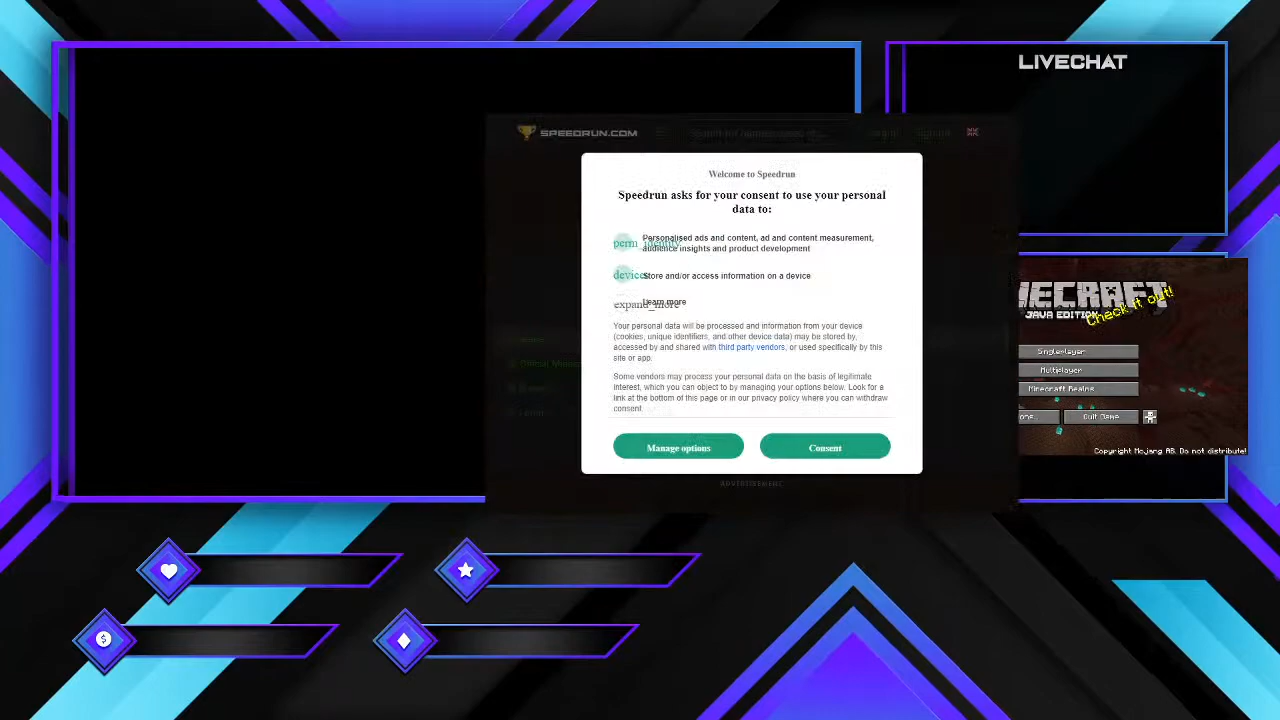 LIVECHAT
SPEEDRUN.COM
Welcome to Speedrun
Speedrun asks for your consent to use your personal
data to:
perm_identity
Personalised ads and content, ad and content measurement,
audience insights and product development
devices
Store and/or access information on a device
expand_more
Learn more
Your personal data will be processed and information from your device
(cookies, unique identifiers, and other device data) may be stored by,
accessed by and shared with third party vendors, or used specifically by this
site or app.
Some vendors may process your personal data on the basis of legitimate
interest, which you can object to by managing your options below. Look for a
link at the bottom of this page or in our privacy policy where you can withdraw
consent.
Manage options
Consent
ADVERTISEMENT
NECRAFT
JAVA EDITION
Check it out!
Singleplayer
Multiplayer
Minecraft Realms
ons...
Quit Game
Copyright Mojang AB. Do not distribute!
$